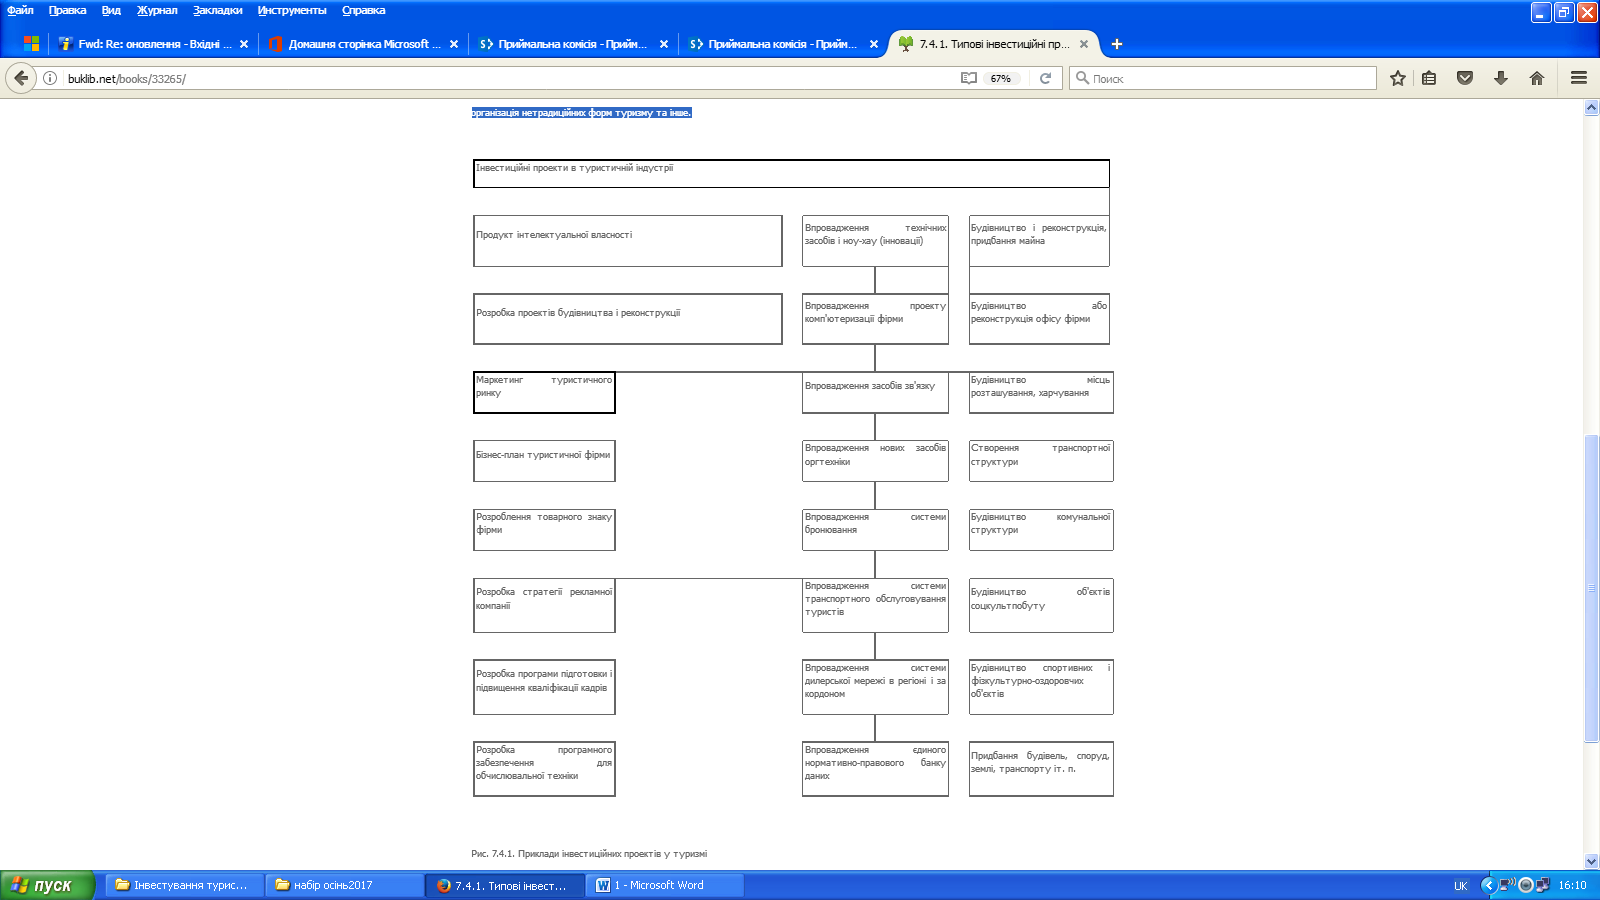 Файл Правка Вид Журнал Закладки Инструменты Справка
Fwd: Re: оновлення - Вхідні ...
Домашня сторінка Microsoft ...
Приймальна комісія - Прийм...
Приймальна комісія - Прийм...
7.4.1. Типові інвестиційні пр...
buklib.net/books/33265/
67%
Поиск
організація нетрадиційних форм туризму та інше.
Інвестиційні проекти в туристичній індустрії
Продукт інтелектуальної власності
Впровадження технічних
засобів і ноу-хау (інновації)
Будівництво і реконструкція,
придбання майна
Розробка проектів будівництва і реконструкції
Впровадження проекту
комп'ютеризації фірми
Будівництво або
реконструкція офісу фірми
Маркетинг туристичного
ринку
Впровадження засобів зв'язку
Будівництво місць
розташування, харчування
Бізнес-план туристичної фірми
Впровадження нових засобів
оргтехніки
Створення транспортної
структури
Розроблення товарного знаку
фірми
Впровадження системи
бронювання
Будівництво комунальної
структури
Розробка стратегії рекламної
компанії
Впровадження системи
транспортного обслуговування
туристів
Будівництво об'єктів
соцкультпобуту
Розробка програми підготовки і
підвищення кваліфікації кадрів
Впровадження системи
дилерської мережі в регіоні і за
кордоном
Будівництво спортивних і
фізкультурно-оздоровчих
об'єктів
Розробка програмного
забезпечення для
обчислювальної техніки
Впровадження єдиного
нормативно-правового банку
даних
Придбання будівель, споруд,
землі, транспорту іт. п.
Рис. 7.4.1. Приклади інвестиційних проектів у туризмі
пуск
Інвестування турис...
набір осінь2017
7.4.1. Типові інвест...
1 - Microsoft Word
UK
16:10